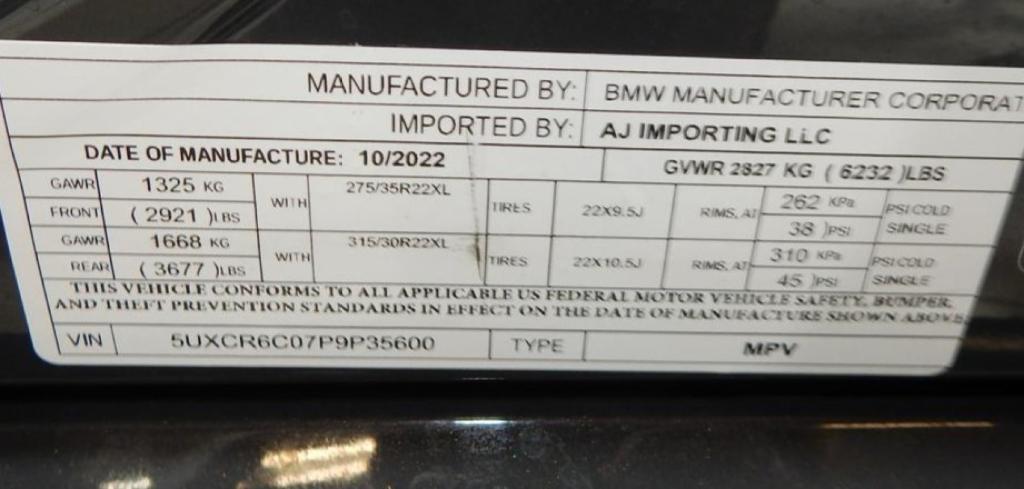 MANUFACTURED BY: BMW MANUFACTURER CORPORAT
IMPORTED BY: AJ IMPORTING LLC
DATE OF MANUFACTURE: 10/2022 GVWR 2827 KG ( 6232 )LBS
GAWR 1325 KG WITH 275/35R22XL TIRES 22X9.5J RIMS, AT 262 KPa PSI COLD
FRONT ( 2921 )LBS 38 )PSI SINGLE
GAWR 1668 KG WITH 315/30R22XL TIRES 22X10.5J RIMS, AT 310 KPa PSI COLD
REAR ( 3677 )LBS 45 )PSI SINGLE
THIS VEHICLE CONFORMS TO ALL APPLICABLE US FEDERAL MOTOR VEHICLE SAFETY, BUMPER,
AND THEFT PREVENTION STANDARDS IN EFFECT ON THE DATE OF MANUFACTURE SHOWN ABOVE.
VIN 5UXCR6C07P9P35600 TYPE MPV